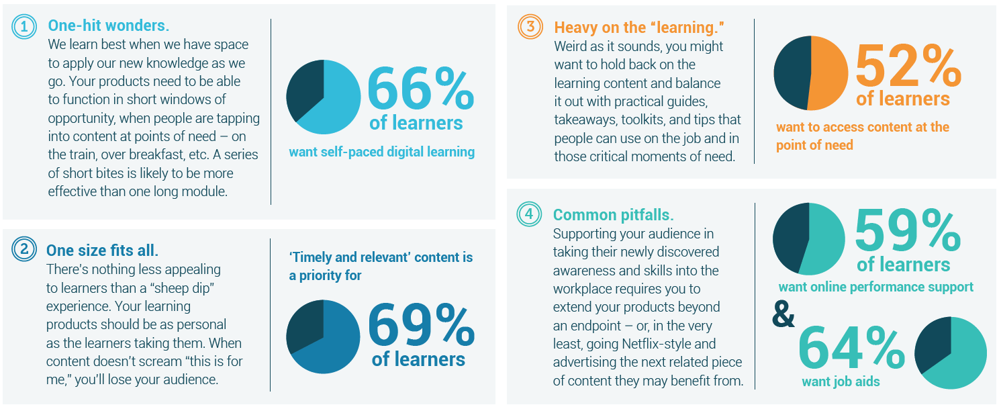 1
One-hit wonders.
We learn best when we have space
to apply our new knowledge as we
go. Your products need to be able
to function in short windows of
opportunity, when people are tapping
into content at points of need – on
the train, over breakfast, etc. A series
of short bites is likely to be more
effective than one long module.
66%
of learners
want self-paced digital learning
2
One size fits all.
There's nothing less appealing
to learners than a “sheep dip”
experience. Your learning
products should be as personal
as the learners taking them. When
content doesn't scream “this is for
me,” you'll lose your audience.
‘Timely and relevant’ content is
a priority for
69%
of learners
3
Heavy on the “learning.”
Weird as it sounds, you might
want to hold back on the
learning content and balance
it out with practical guides,
takeaways, toolkits, and tips that
people can use on the job and in
those critical moments of need.
52%
of learners
want to access content at the
point of need
4
Common pitfalls.
Supporting your audience in
taking their newly discovered
awareness and skills into the
workplace requires you to
extend your products beyond
an endpoint – or, in the very
least, going Netflix-style and
advertising the next related piece
of content they may benefit from.
59%
of learners
want online performance support
&
64%
want job aids